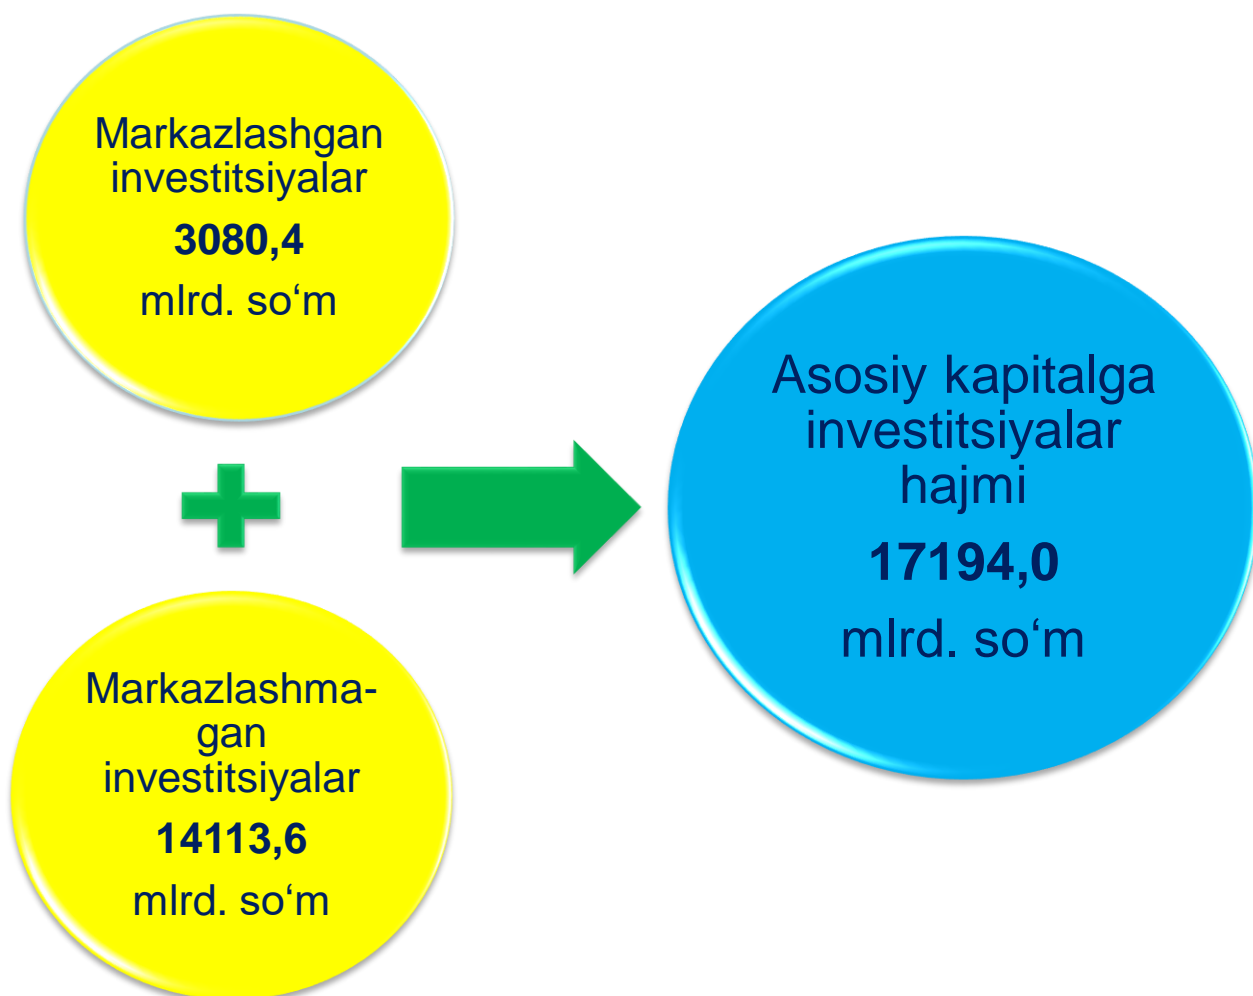 Markazlashgan
investitsiyalar
3080,4
mlrd. so‘m
Markazlashma-
gan
investitsiyalar
14113,6
mlrd. so‘m
Asosiy kapitalga
investitsiyalar
hajmi
17194,0
mlrd. so‘m